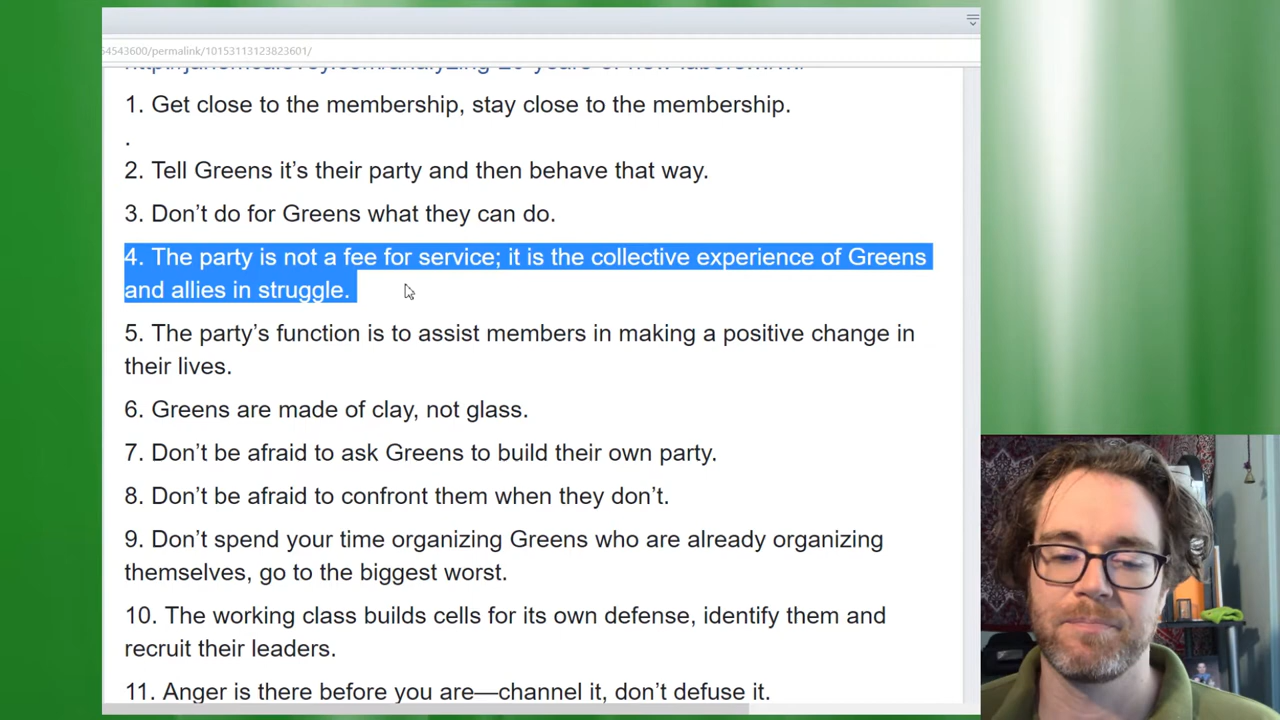 54543600/permalink/10153113123823601/
1. Get close to the membership, stay close to the membership.
.
2. Tell Greens it’s their party and then behave that way.
3. Don’t do for Greens what they can do.
4. The party is not a fee for service; it is the collective experience of Greens
and allies in struggle.
5. The party’s function is to assist members in making a positive change in
their lives.
6. Greens are made of clay, not glass.
7. Don’t be afraid to ask Greens to build their own party.
8. Don’t be afraid to confront them when they don’t.
9. Don’t spend your time organizing Greens who are already organizing
themselves, go to the biggest worst.
10. The working class builds cells for its own defense, identify them and
recruit their leaders.
11. Anger is there before you are—channel it, don’t defuse it.